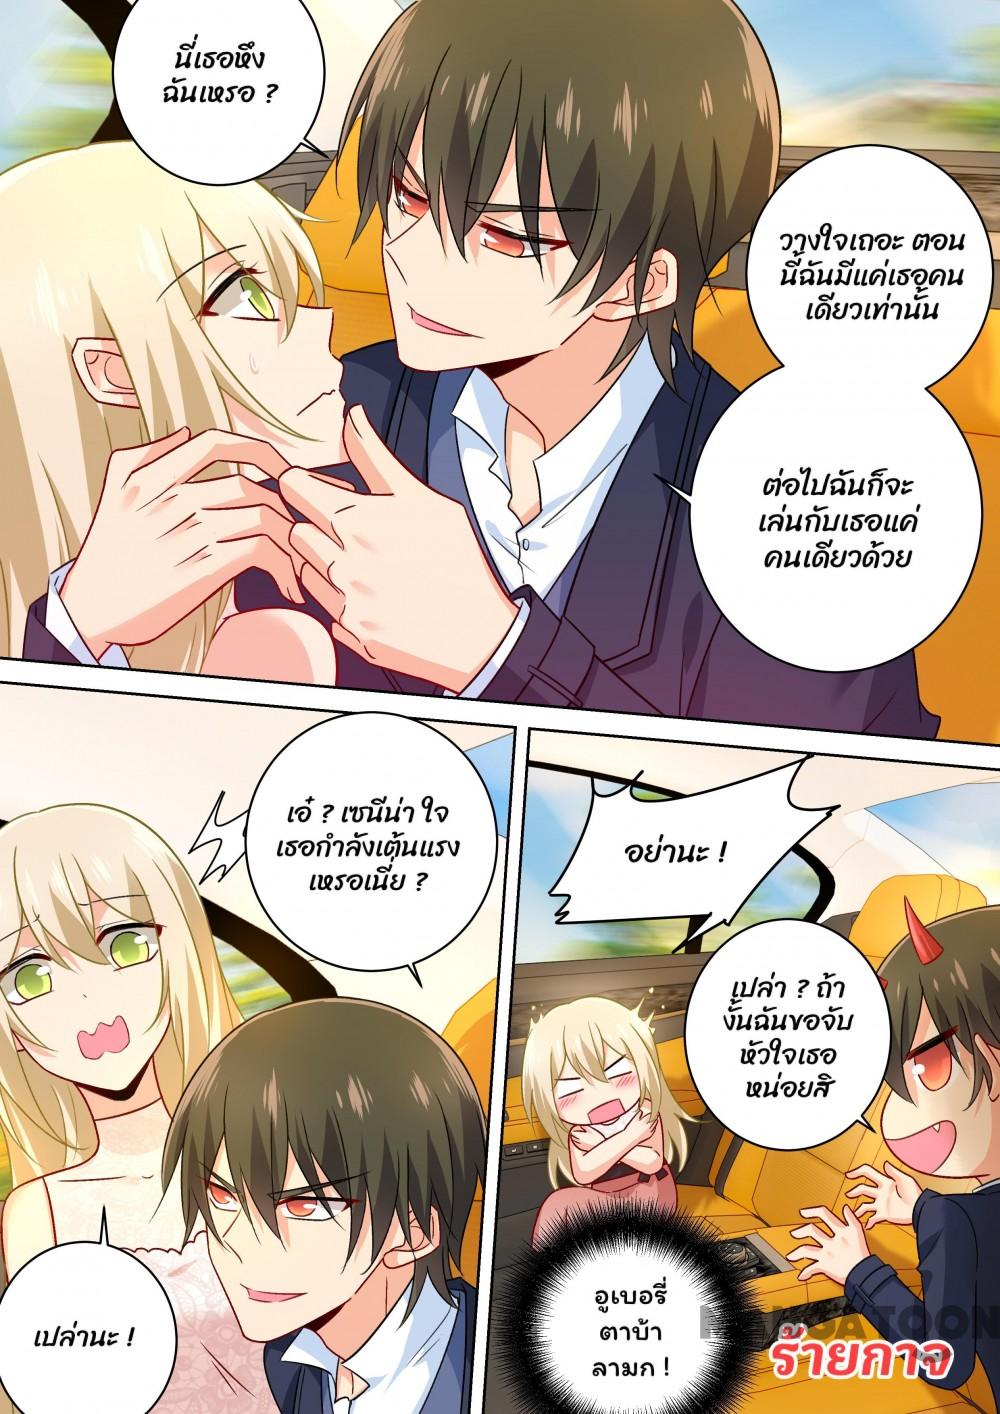 นี่เธอหึง
ฉันเหรอ ?
วางใจเถอะ ตอน
นี้ฉันมีแค่เธอคน
เดียวเท่านั้น
ต่อไปฉันก็จะ
เล่นกับเธอแค่
คนเดียวด้วย
เอ๋ ? เซนีน่า ใจ
เธอกำลังเต้นแรง
เหรอเนี่ย ?
เปล่านะ !
อย่านะ !
เปล่า ? ถ้า
งั้นฉันขอจับ
หัวใจเธอ
หน่อยสิ
อูเบอรี่
ตาบ้า
ลามก !
ร้ายกาจ